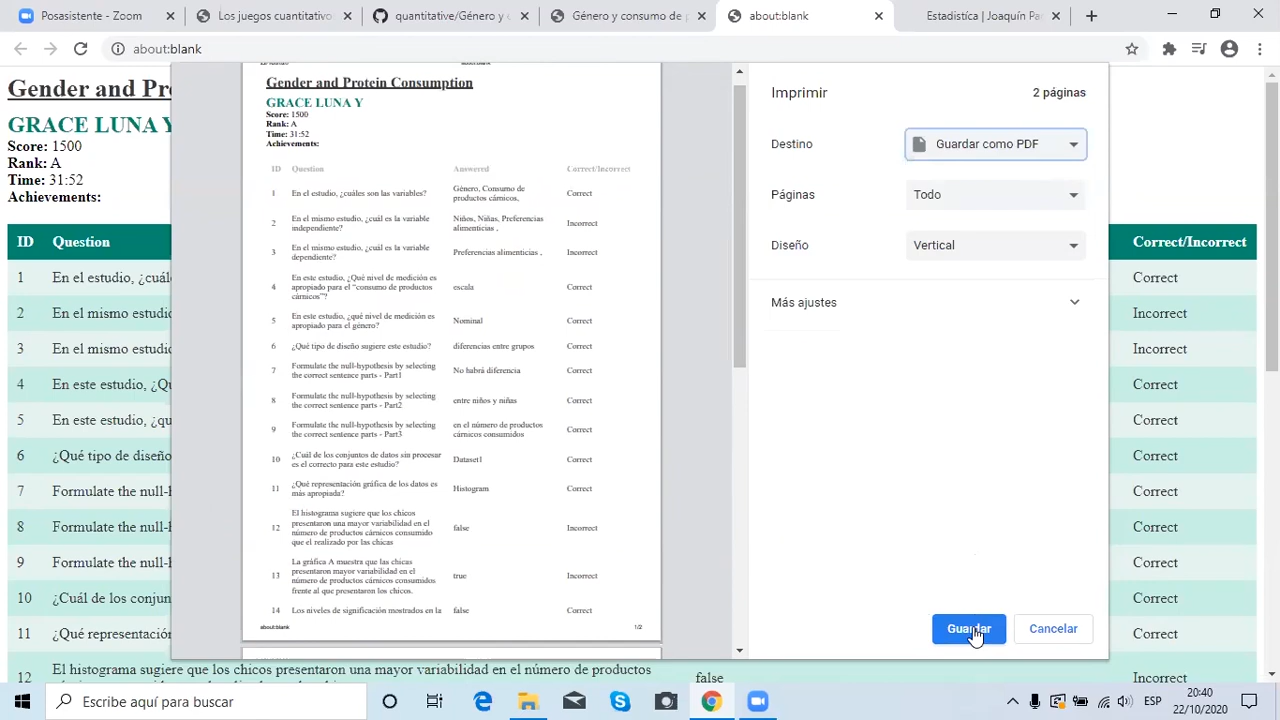 Recibidos (5.70
Los juegos, la c
Los juegos com
Consumo de pr
about:blank
Estadística | Joaquín Par
about:blank
Gender and Pr
GRACE LUNA Y
Score: 1500
Rank: A
Time: 31:52
Achievements:
ID Question
1 En el estudio, ¿cuál
2 En el mismo estudio
3 En el mismo estudio
4 En este estudio, ¿Qu
5 En este estudio, ¿qu
6 ¿Qué tipo de diseño
7 Formulate the null-h
8 Formulate the null-h
9 Formulate the null-h
10 ¿Cuál de los conjun
11 ¿Qué representación
12 El histograma sugiere que los chicos presentaron una mayor variabilidad en el número de productos false Incorrect
about:blank
Gender and Protein Consumption
GRACE LUNA Y
Score: 1500
Rank: A
Time: 31:52
Achievements:
ID Question Answered Correct/Incorrect
1 En el estudio, ¿cuáles son las variables? Género, Consumo de
productos cárnicos, Correct
2 En el mismo estudio, ¿cuál es la variable
independiente? Niños, Niñas, Preferencias
alimenticias , Incorrect
3 En el mismo estudio, ¿cuál es la variable
dependiente? Preferencias alimenticias , Incorrect
4 En este estudio, ¿Qué nivel de medición es
apropiado para el “consumo de productos
cárnicos”? escala Correct
5 En este estudio, ¿qué nivel de medición es
apropiado para el género? Nominal Correct
6 ¿Qué tipo de diseño sugiere este estudio? diferencias entre grupos Correct
7 Formulate the null-hypothesis by selecting
the correct sentence parts - Part1 No habrá diferencia Correct
8 Formulate the null-hypothesis by selecting
the correct sentence parts - Part2 entre niños y niñas Correct
9 Formulate the null-hypothesis by selecting
the correct sentence parts - Part3 en el número de productos
cárnicos consumidos Correct
10 ¿Cuál de los conjuntos de datos sin procesar
es el correcto para este estudio? Dataset1 Correct
11 ¿Qué representación gráfica de los datos es
más apropiada? Histogram Correct
12 El histograma sugiere que los chicos
presentaron una mayor variabilidad en el
número de productos cárnicos consumido
que el realizado por las chicas false Incorrect
13 La gráfica A muestra que las chicas
presentaron mayor variabilidad en el
número de productos cárnicos consumidos
frente al que presentaron los chicos. true Incorrect
14 Los niveles de significación mostrados en la false Correct
about:blank 1/2
Imprimir 2 páginas
Destino Guardar como PDF
Páginas Todo
Diseño Vertical
Más ajustes
Cancelar
Correct/Incorrect
Correct
Incorrect
Incorrect
Correct
Correct
Correct
Correct
Correct
Correct
Correct
Correct
Escribe aquí para buscar
ESP
20:40
22/10/2020